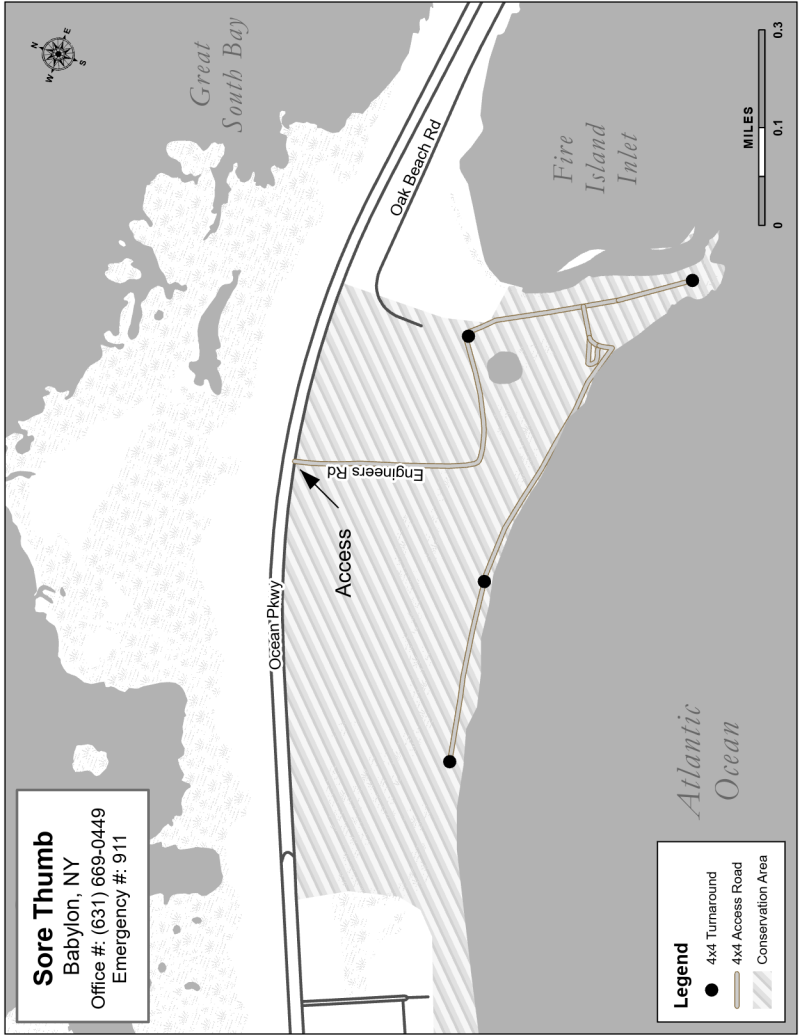 Sore Thumb
Babylon, NY
Office #: (631) 669-0449
Emergency #: 911
Great
South Bay
N
E
S
W
Oak Beach Rd
Fire
Island
Inlet
MILES
0
0.1
0.3
Engineers Rd
Access
Ocean Pkwy
Atlantic
Ocean
Legend
4x4 Turnaround
4x4 Access Road
Conservation Area